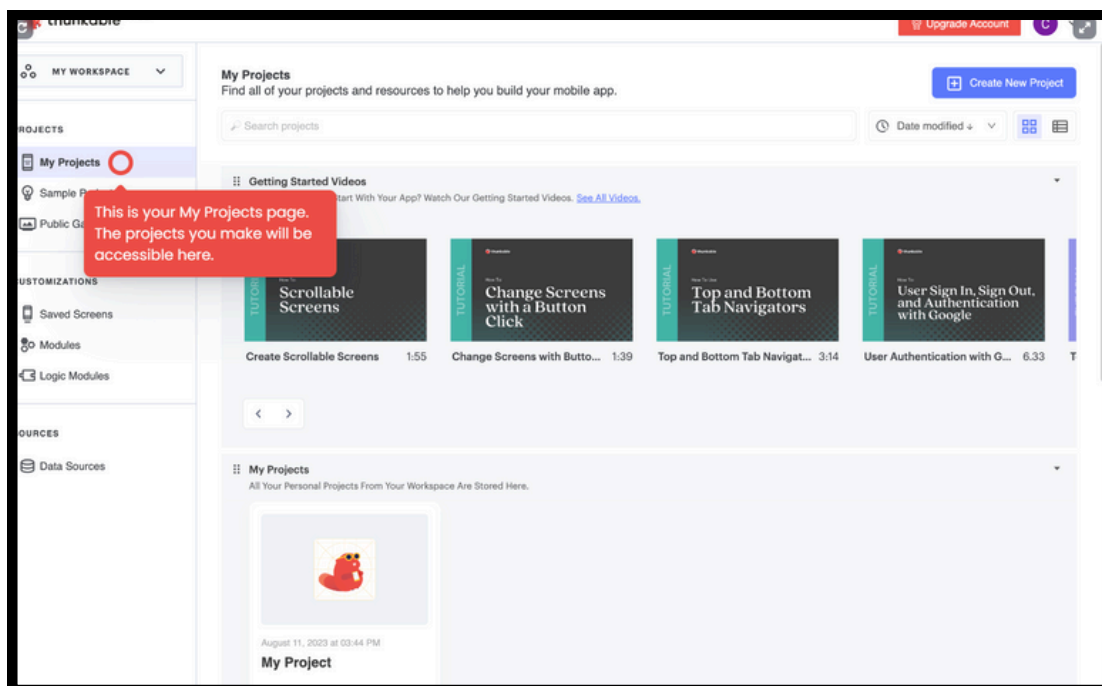 thunkable
Upgrade Account
C
MY WORKSPACE
My Projects
Find all of your projects and resources to help you build your mobile app.
Create New Project
Search projects
Date modified ↓
ROJECTS
My Projects
Sample P
Public Ga
This is your My Projects page.
The projects you make will be
accessible here.
USTOMIZATIONS
Saved Screens
Modules
Logic Modules
OURCES
Data Sources
Getting Started Videos
tart With Your App? Watch Our Getting Started Videos. See All Videos.
TUTORIAL
Scrollable
Screens
Create Scrollable Screens 1:55
TUTORIAL
How To
Change Screens
with a Button
Click
Change Screens with Butto... 1:39
TUTORIAL
How To Use
Top and Bottom
Tab Navigators
Top and Bottom Tab Navigat... 3:14
TUTORIAL
How To
User Sign In, Sign Out,
and Authentication
with Google
User Authentication with G... 6.33
T
My Projects
All Your Personal Projects From Your Workspace Are Stored Here.
August 11, 2023 at 03:44 PM
My Project